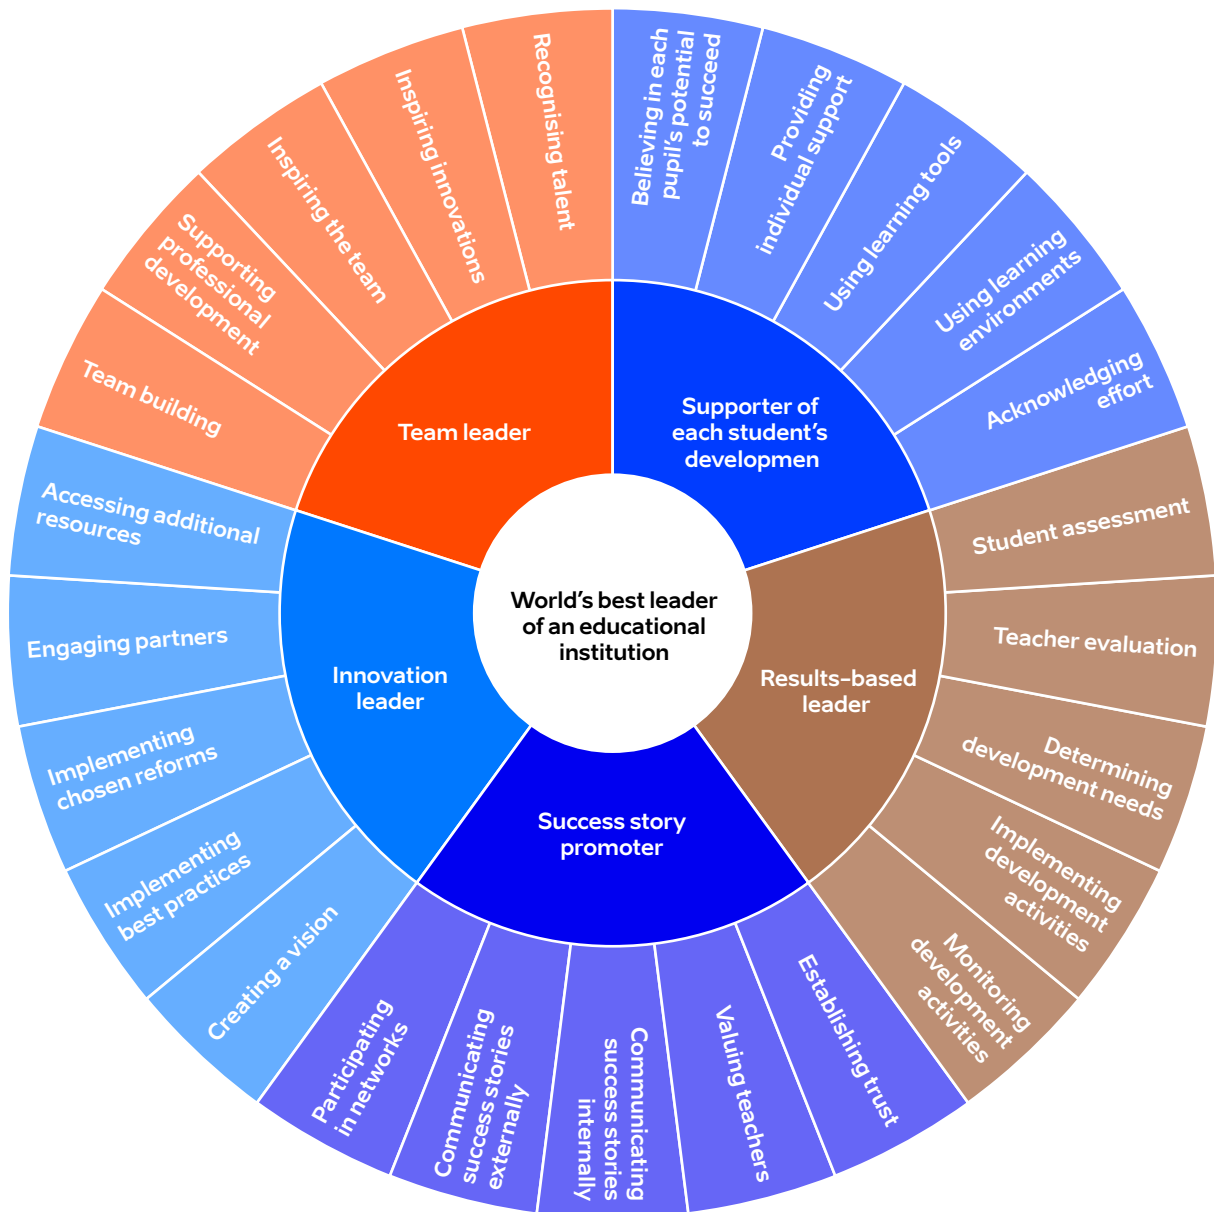 World's best leader
of an educational
institution
Supporter of
each student's
developmen
Believing in each
pupil's potential
to succeed
Providing
individual support
Using learning tools
Using learning
environments
Acknowledging
effort
Results-based
leader
Student assessment
Teacher evaluation
Determining
development needs
Implementing
development
activities
Monitoring
development
activities
Success story
promoter
Establishing trust
Valuing teachers
Communicating
success stories
internally
Communicating
success stories
externally
Participating
in networks
Innovation
leader
Creating a vision
Implementing
best practices
Implementing
chosen reforms
Engaging partners
Accessing additional
resources
Team leader
Team building
Supporting
professional
development
Inspiring the team
Inspiring innovations
Recognising talent